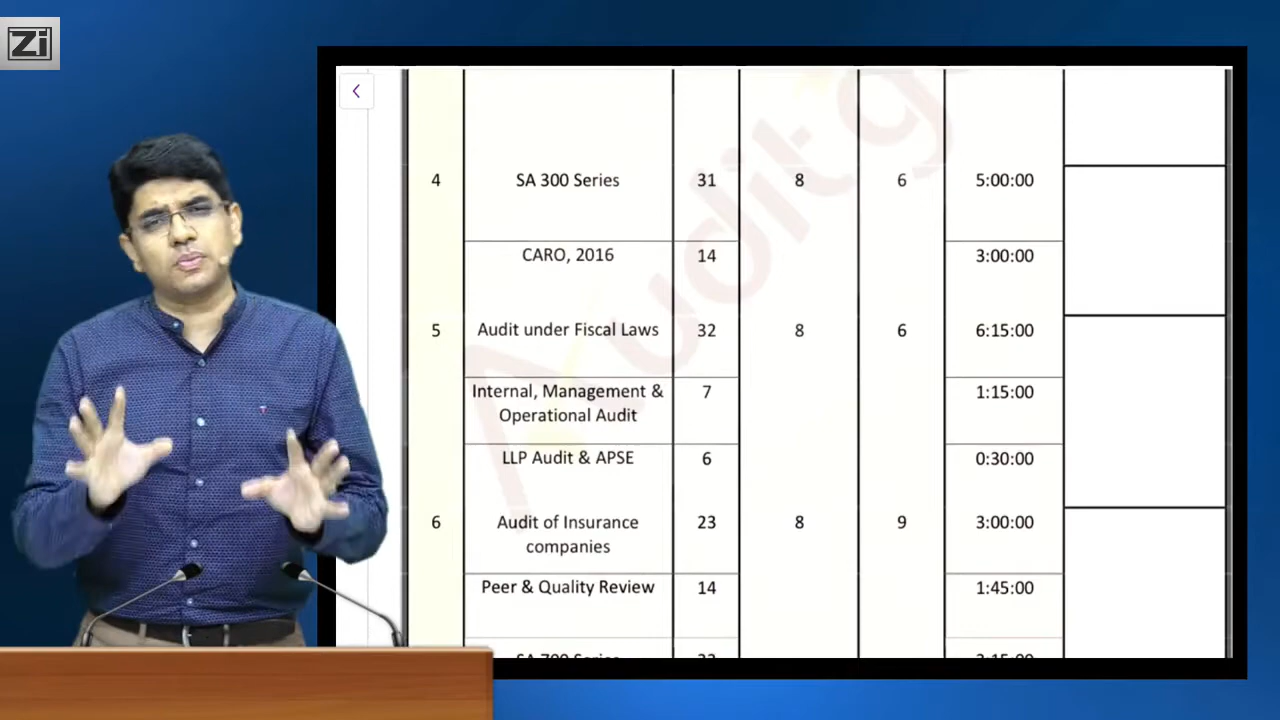 Zi
4 SA 300 Series 31 8 6 5:00:00
CARO, 2016 14 3:00:00
5 Audit under Fiscal Laws 32 8 6 6:15:00
Internal, Management &
Operational Audit 7 1:15:00
LLP Audit & APSE 6 0:30:00
6 Audit of Insurance
companies 23 8 9 3:00:00
Peer & Quality Review 14 1:45:00